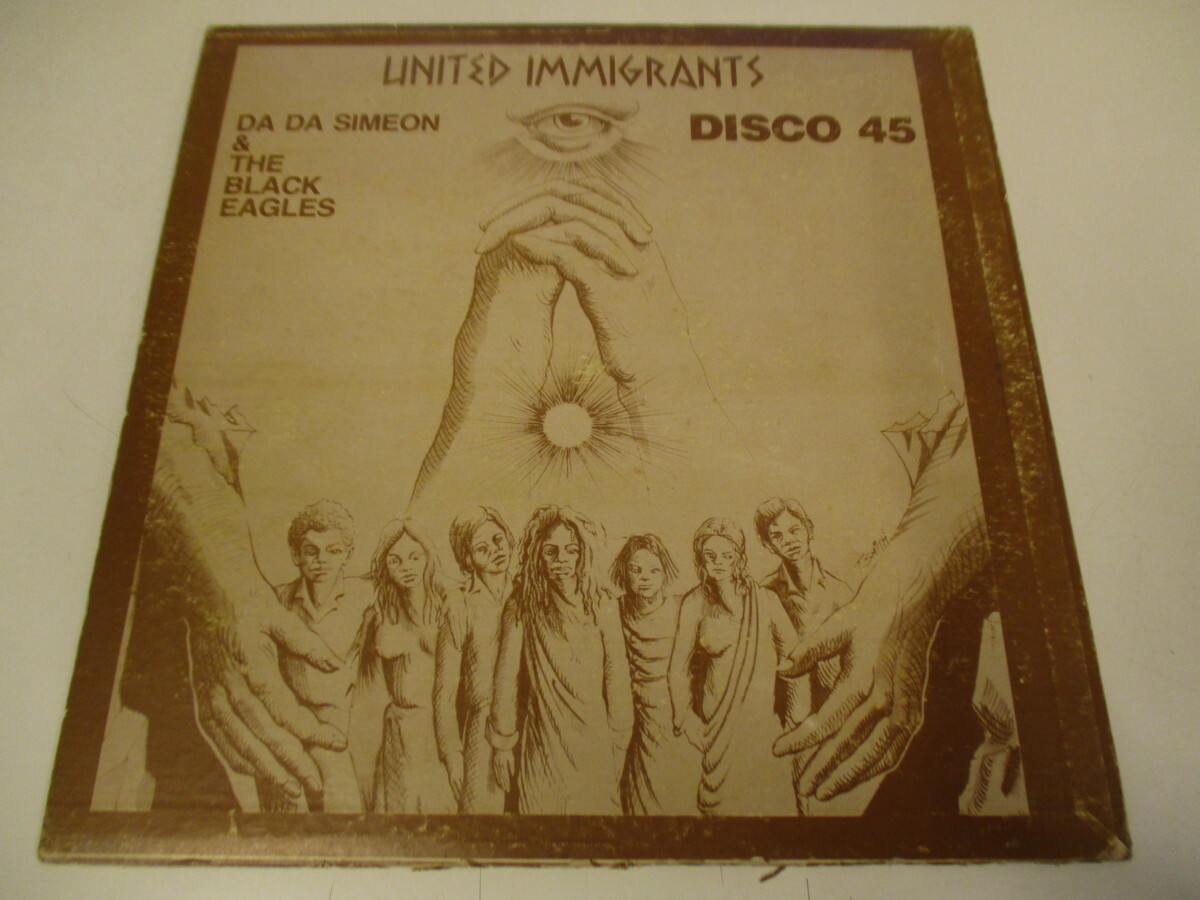 UNITED IMMIGRANTS
DA DA SIMEON
&
THE
BLACK
EAGLES
DISCO 45